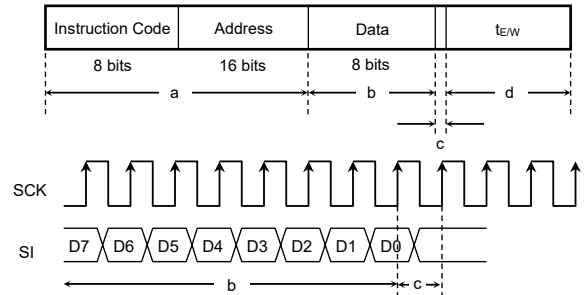 Instruction Code Address Data tE/W
8 bits 16 bits 8 bits
a b d
c
SCK
SI D7 D6 D5 D4 D3 D2 D1 D0
b c